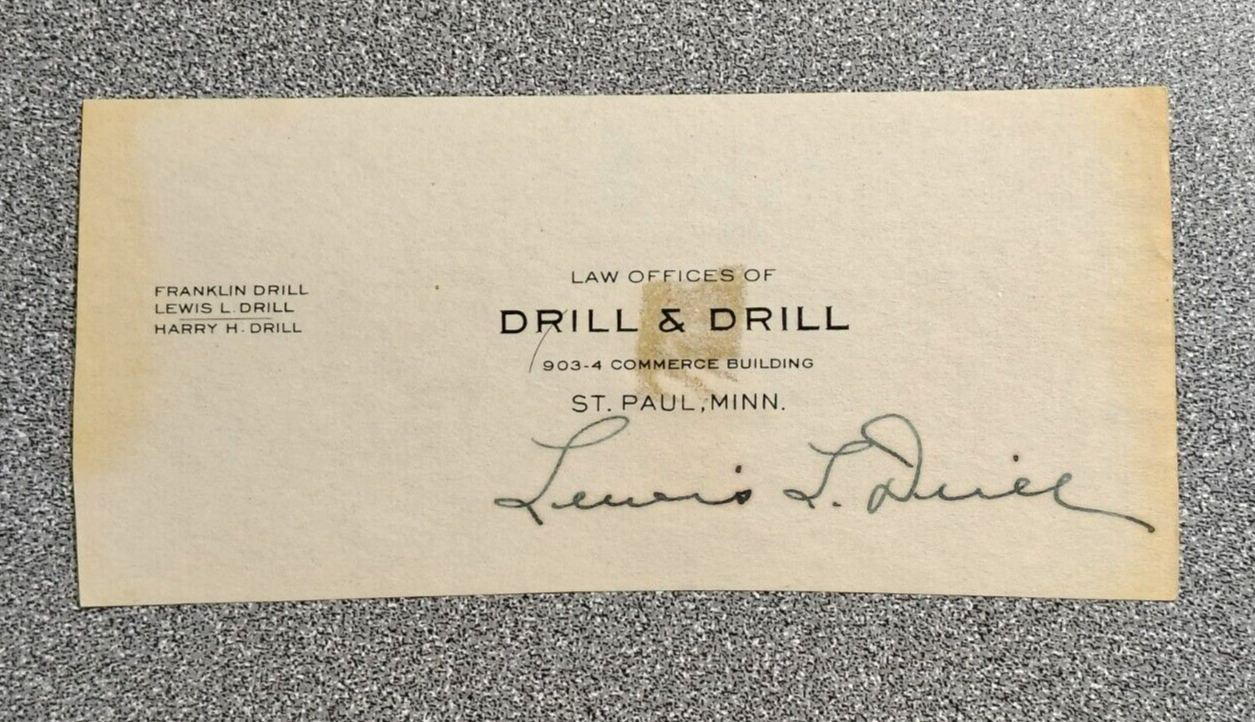 FRANKLIN DRILL
LEWIS L. DRILL
HARRY H. DRILL
LAW OFFICES OF
DRILL & DRILL
903-4 COMMERCE BUILDING
ST. PAUL, MINN.
Lewis L. Drill